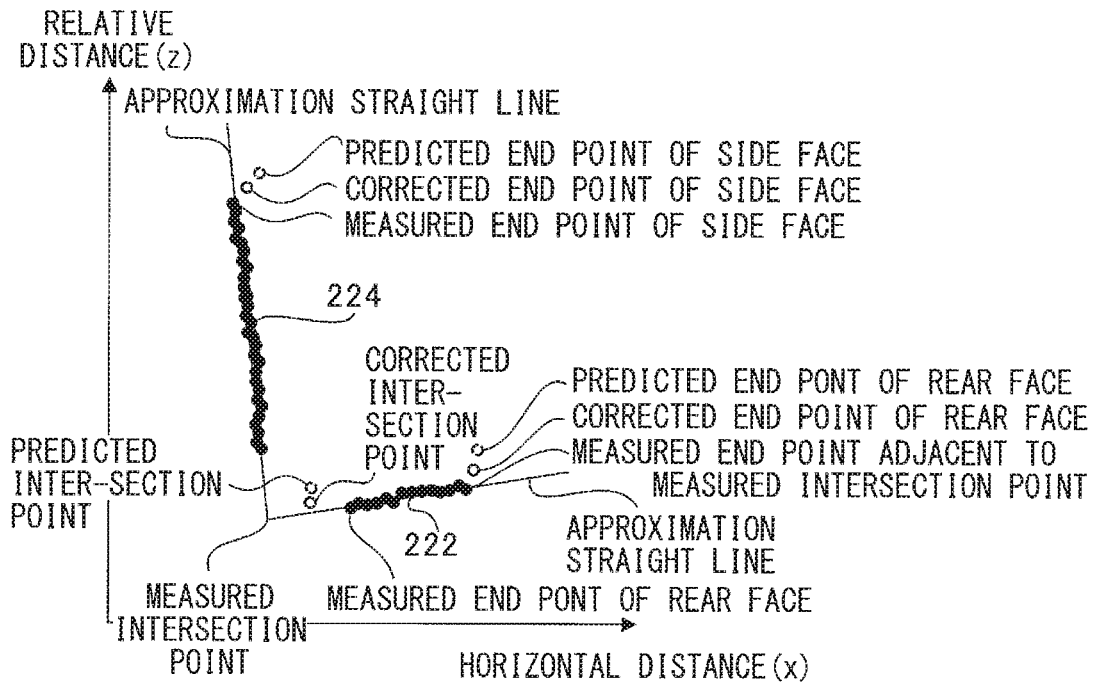 RELATIVE
DISTANCE(z)
APPROXIMATION STRAIGHT LINE
PREDICTED END POINT OF SIDE FACE
CORRECTED END POINT OF SIDE FACE
MEASURED END POINT OF SIDE FACE
224
CORRECTED
INTER-
SECTION
POINT
PREDICTED END PONT OF REAR FACE
CORRECTED END POINT OF REAR FACE
MEASURED END POINT ADJACENT TO
MEASURED INTERSECTION POINT
PREDICTED
INTER-SECTION
POINT
222
APPROXIMATION
STRAIGHT LINE
MEASURED
INTERSECTION
POINT
MEASURED END PONT OF REAR FACE
HORIZONTAL DISTANCE(x)